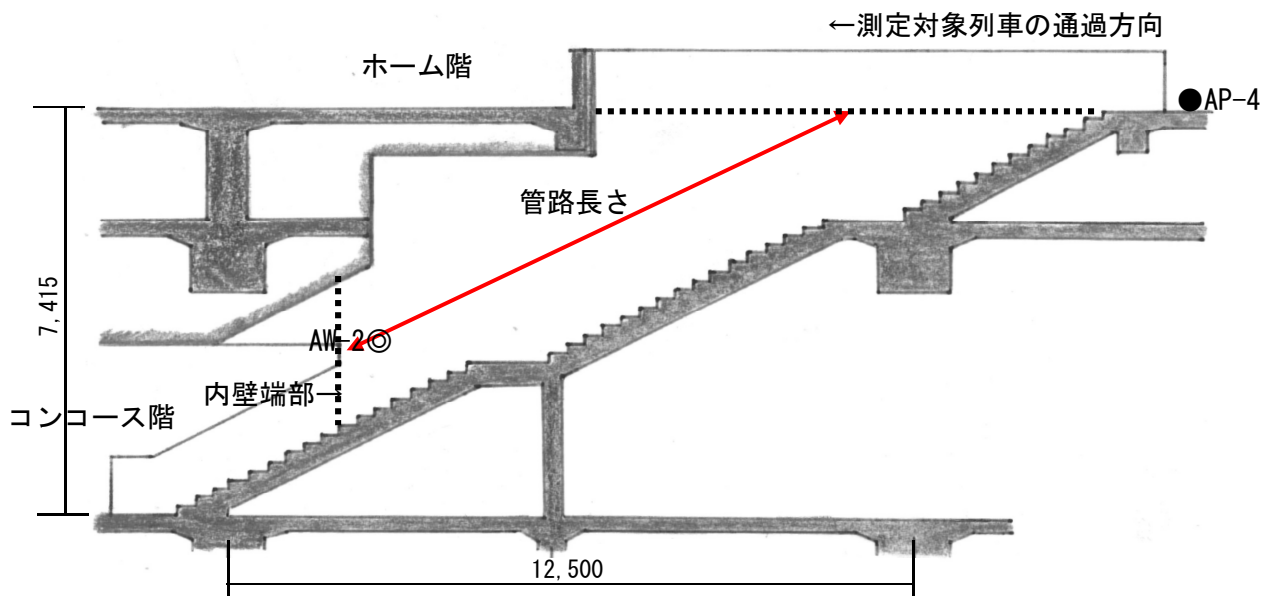 ←測定対象列車の通過方向
ホーム階
●AP-4
管路長さ
7,415
AW-2◎
内壁端部→
コンコース階
12,500